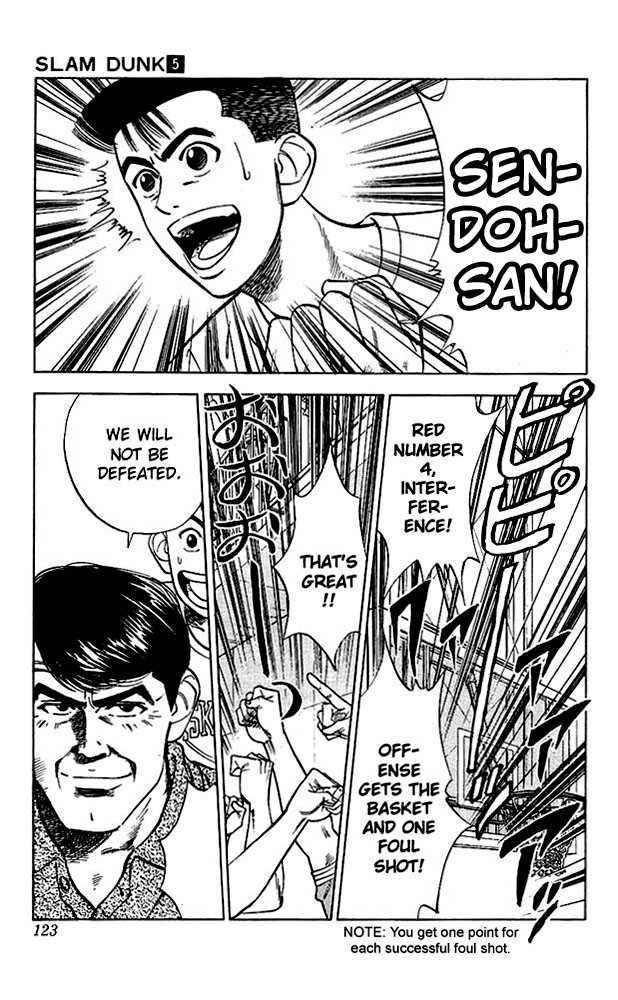 SLAM DUNK 5
SEN-
DOH-
SAN!
ピピ
RED
NUMBER
4,
INTER-
FER-
ENCE!
OFF-
ENSE
GETS THE
BASKET
AND ONE
FOUL
SHOT!
おおお
THAT'S
GREAT
!!
WE WILL
NOT BE
DEFEATED.
SK
123
NOTE: You get one point for
each successful foul shot.